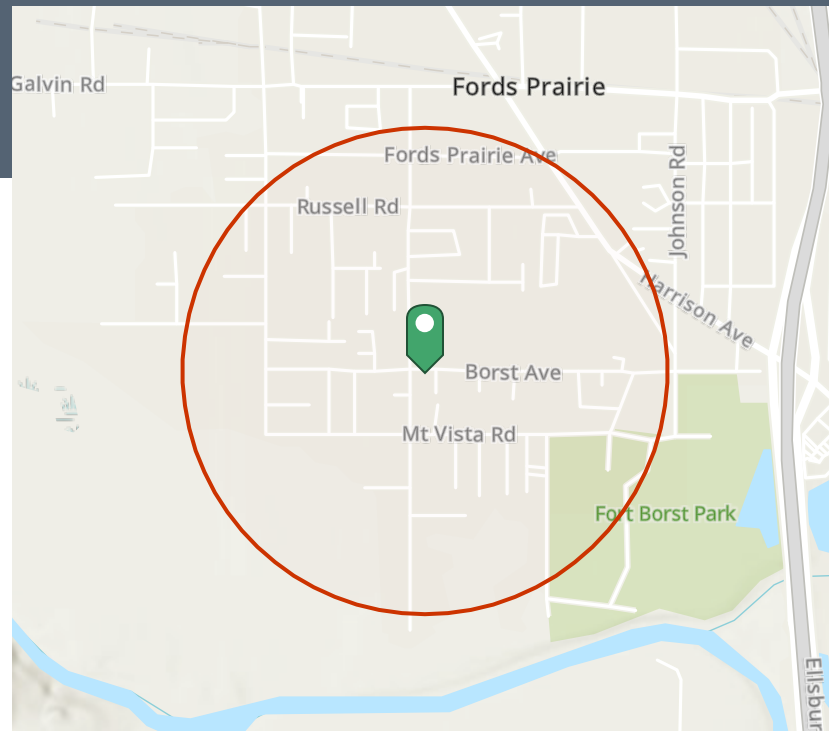 Galvin Rd
Fords Prairie
Fords Prairie Ave
Johnson Rd
Russell Rd
Harrison Ave
Borst Ave
Mt Vista Rd
Fort Borst Park